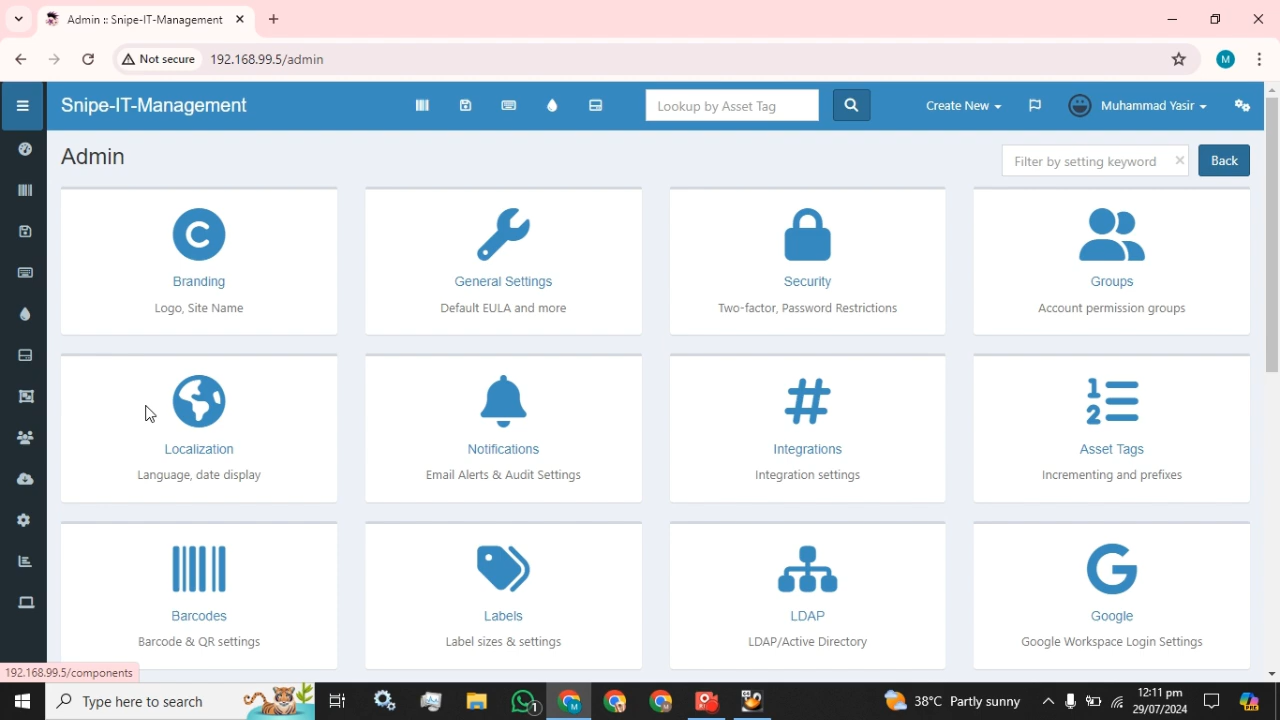 Admin :: Snipe-IT-Management
Not secure
192.168.99.5/admin
M
Snipe-IT-Management
Lookup by Asset Tag
Create New
Muhammad Yasir
Admin
Filter by setting keyword
Back
Branding
Logo, Site Name
General Settings
Default EULA and more
Security
Two-factor, Password Restrictions
Groups
Account permission groups
Localization
Language, date display
Notifications
Email Alerts & Audit Settings
Integrations
Integration settings
Asset Tags
Incrementing and prefixes
Barcodes
Barcode & QR settings
Labels
Label sizes & settings
LDAP
LDAP/Active Directory
Google
Google Workspace Login Settings
192.168.99.5/components
Type here to search
1
38°C Partly sunny
12:11 pm
29/07/2024